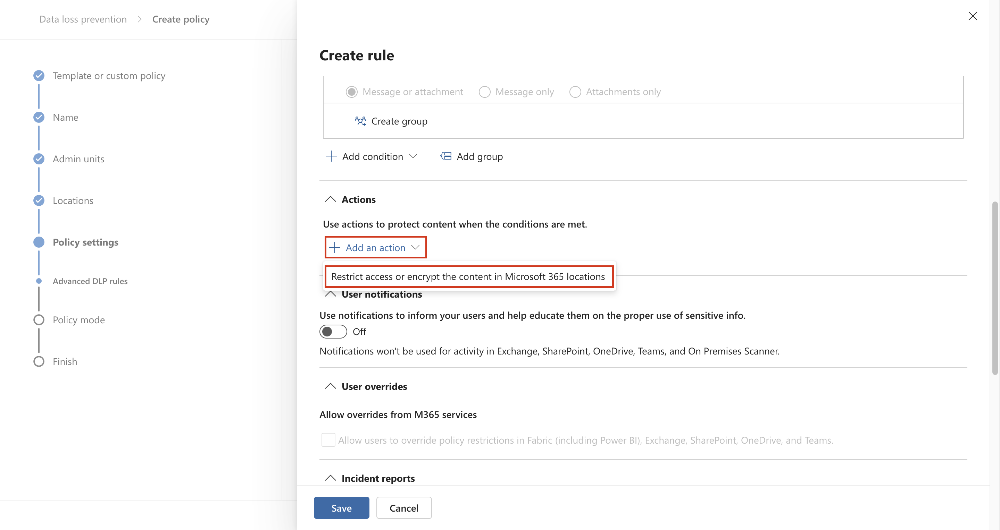 Data loss prevention > Create policy
Template or custom policy
Name
Admin units
Locations
Policy settings
Advanced DLP rules
Policy mode
Finish
Create rule
Message or attachment Message only Attachments only
Create group
Add condition Add group
Actions
Use actions to protect content when the conditions are met.
Add an action
Restrict access or encrypt the content in Microsoft 365 locations
User notifications
Use notifications to inform your users and help educate them on the proper use of sensitive info.
Off
Notifications won't be used for activity in Exchange, SharePoint, OneDrive, Teams, and On Premises Scanner.
User overrides
Allow overrides from M365 services
Allow users to override policy restrictions in Fabric (including Power BI), Exchange, SharePoint, OneDrive, and Teams.
Incident reports
Save Cancel